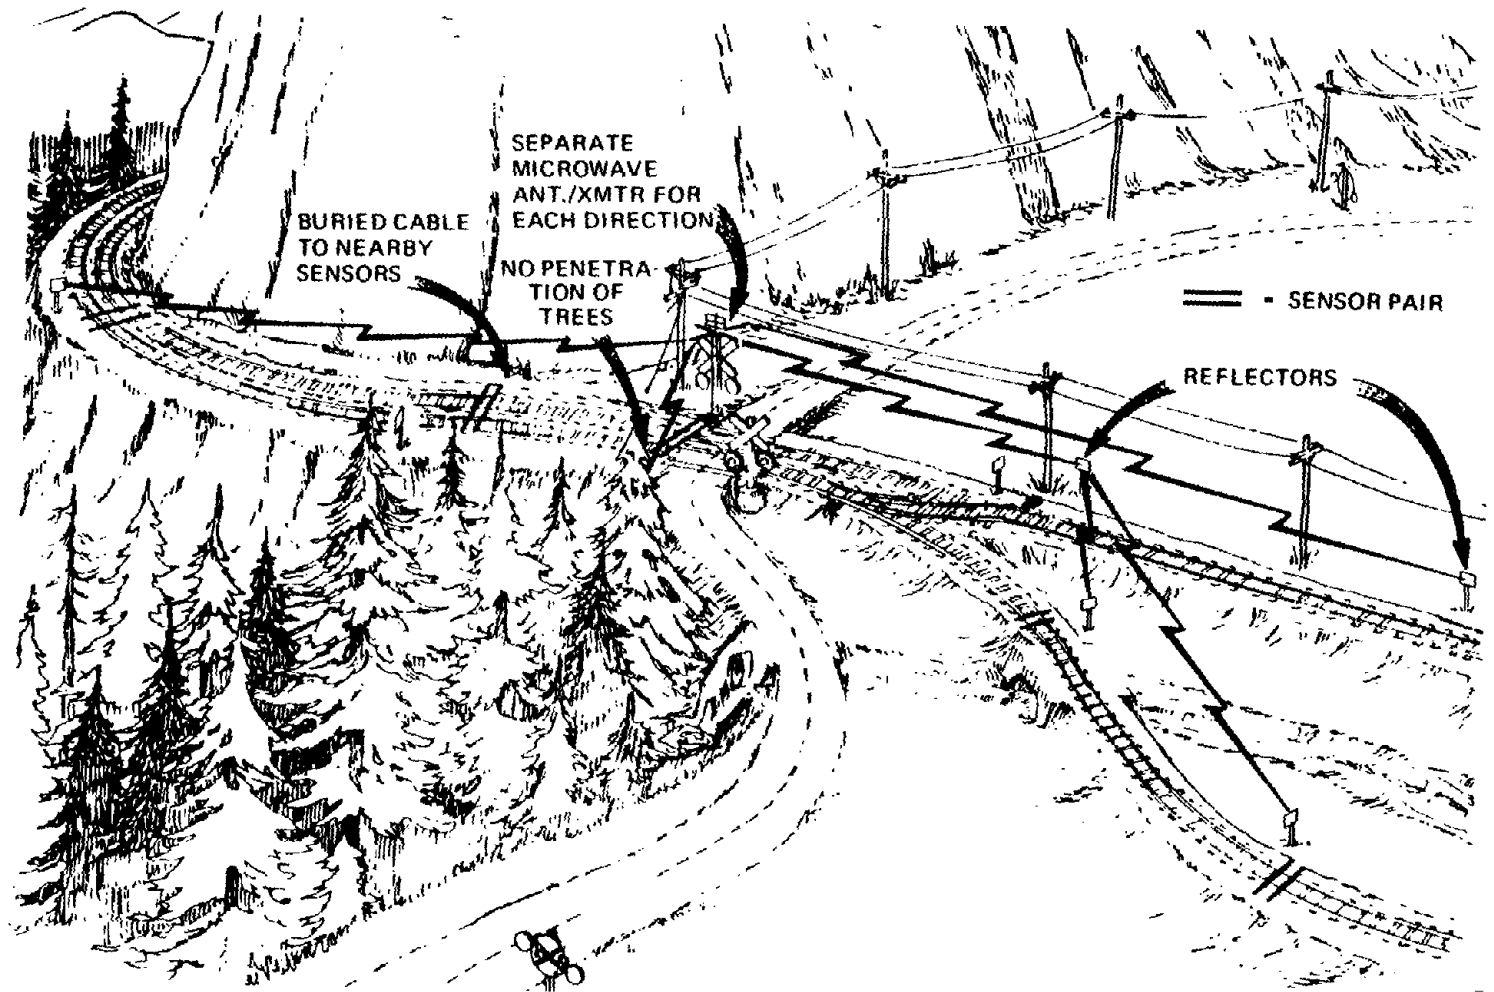 SEPARATE
MICROWAVE
ANT./XMTR FOR
EACH DIRECTION
BURIED CABLE
TO NEARBY
SENSORS
NO PENETRA-
TION OF
TREES
= - SENSOR PAIR
REFLECTORS